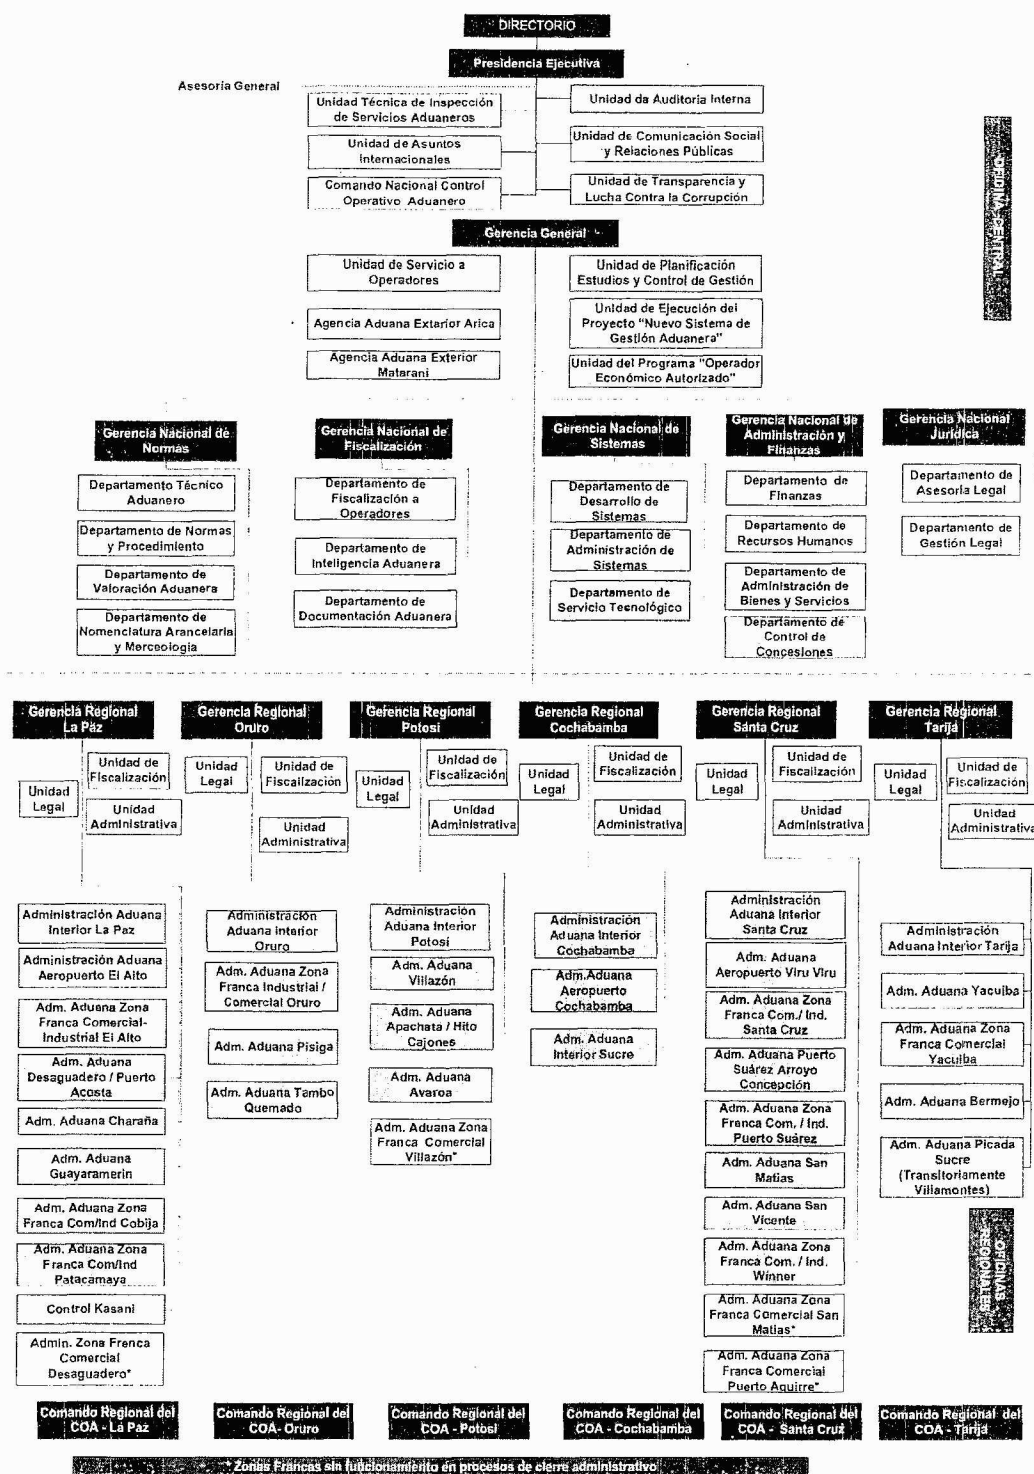 DIRECTORIO
Presidencia Ejecutiva
Asesoría General
Unidad Técnica de Inspección
de Servicios Aduaneros
Unidad de Auditoria Interna
Unidad de Asuntos
Internacionales
Unidad de Comunicación Social
y Relaciones Públicas
Comando Nacional Control
Operativo Aduanero
Unidad de Transparencia y
Lucha Contra la Corrupción
OFICINA CENTRAL
Gerencia General
Unidad de Servicio a
Operadores
Unidad de Planificación
Estudios y Control de Gestión
Agencia Aduana Exterior Arica
Unidad de Ejecución del
Proyecto "Nuevo Sistema de
Gestión Aduanera"
Agencia Aduana Exterior
Matarani
Unidad del Programa "Operador
Económico Autorizado"
Gerencia Nacional de
Normas
Departamento Técnico
Aduanero
Departamento de Normas
y Procedimiento
Departamento de
Valoración Aduanera
Departamento de
Nomenclatura Arancelaria
y Merceologia
Gerencia Nacional de
Fiscalización
Departamento de
Fiscalización a
Operadores
Departamento de
Inteligencia Aduanera
Departamento de
Documentación Aduanera
Gerencia Nacional de
Sistemas
Departamento de
Desarrollo de
Sistemas
Departamento de
Administración de
Sistemas
Departamento de
Servicio Tecnológico
Gerencia Nacional de
Administración y
Finanzas
Departamento de
Finanzas
Departamento de
Recursos Humanos
Departamento de
Administración de
Bienes y Servicios
Departamento de
Control de
Concesiones
Gerencia Nacional
Jurídica
Departamento de
Asesoría Legal
Departamento de
Gestión Legal
Gerencia Regional
La Paz
Unidad de
Fiscalización
Unidad
Legal
Unidad
Administrativa
Administración Aduana
Interior La Paz
Administración Aduana
Aeropuerto El Alto
Adm. Aduana Zona
Franca Comercial-
Industrial El Alto
Adm. Aduana
Desaguadero / Puerto
Acosta
Adm. Aduana Charaña
Adm. Aduana
Guayaramerin
Adm. Aduana Zona
Franca Com/Ind Cobija
Adm. Aduana Zona
Franca Com/Ind
Patacamaya
Control Kasani
Admin. Zona Frenca
Comercial
Desaguadero*
Comando Regional del
COA - La Paz
Gerencia Regional
Oruro
Unidad
Legal
Unidad de
Fiscalización
Unidad
Administrativa
Administración
Aduana Interior
Oruro
Adm. Aduana Zona
Franca Industrial /
Comercial Oruro
Adm. Aduana Pisiga
Adm. Aduana Tambo
Quemado
Comando Regional del
COA- Oruro
Gerencia Regional
Potosí
Unidad de
Fiscalización
Unidad
Legal
Unidad
Administrativa
Administración
Aduana Interior
Potosí
Adm. Aduana
Villazón
Adm. Aduana
Apacheta / Hito
Cajones
Adm. Aduana
Avaroa
Adm. Aduana Zona
Franca Comercial
Villazón*
Comando Regional del
COA - Potosí
Gerencia Regional
Cochabamba
Unidad de
Fiscalización
Unidad
Legal
Unidad
Administrativa
Administración
Aduana Interior
Cochabamba
Adm.Aduana
Aeropuerto
Cochabamba
Adm. Aduana
Interior Sucre
Comando Regional del
COA - Cochabamba
Gerencia Regional
Santa Cruz
Unidad de
Fiscalización
Unidad
Legal
Unidad
Administrativa
Administración
Aduana Interior
Santa Cruz
Adm. Aduana
Aeropuerto Viru Viru
Adm. Aduana Zona
Franca Com./ Ind.
Santa Cruz
Adm. Aduana Puerto
Suárez Arroyo
Concepción
Adm. Aduana Zona
Franca Com. / Ind.
Puerto Suárez
Adm. Aduana San
Matias
Adm. Aduana San
Vicente
Adm. Aduana Zona
Franca Com. / Ind.
Winner
Adm. Aduana Zona
Franca Comercial San
Matias*
Adm. Aduana Zona
Franca Comercial
Puerto Aguirre*
Comando Regional del
COA - Santa Cruz
Gerencia Regional
Tarija
Unidad
Legal
Unidad de
Fiscalización
Unidad
Administrativa
Administración
Aduana Interior Tarija
Adm. Aduana Yacuiba
Adm. Aduana Zona
Franca Comercial
Yacuiba
Adm. Aduana Bermejo
Adm. Aduana Picada
Sucre
(Transitoriamente
Villamontes)
OFICINAS
REGIONALES
Comando Regional del
COA - Tarija
* Zonas Francas sin funcionamiento en procesos de cierre administrativo